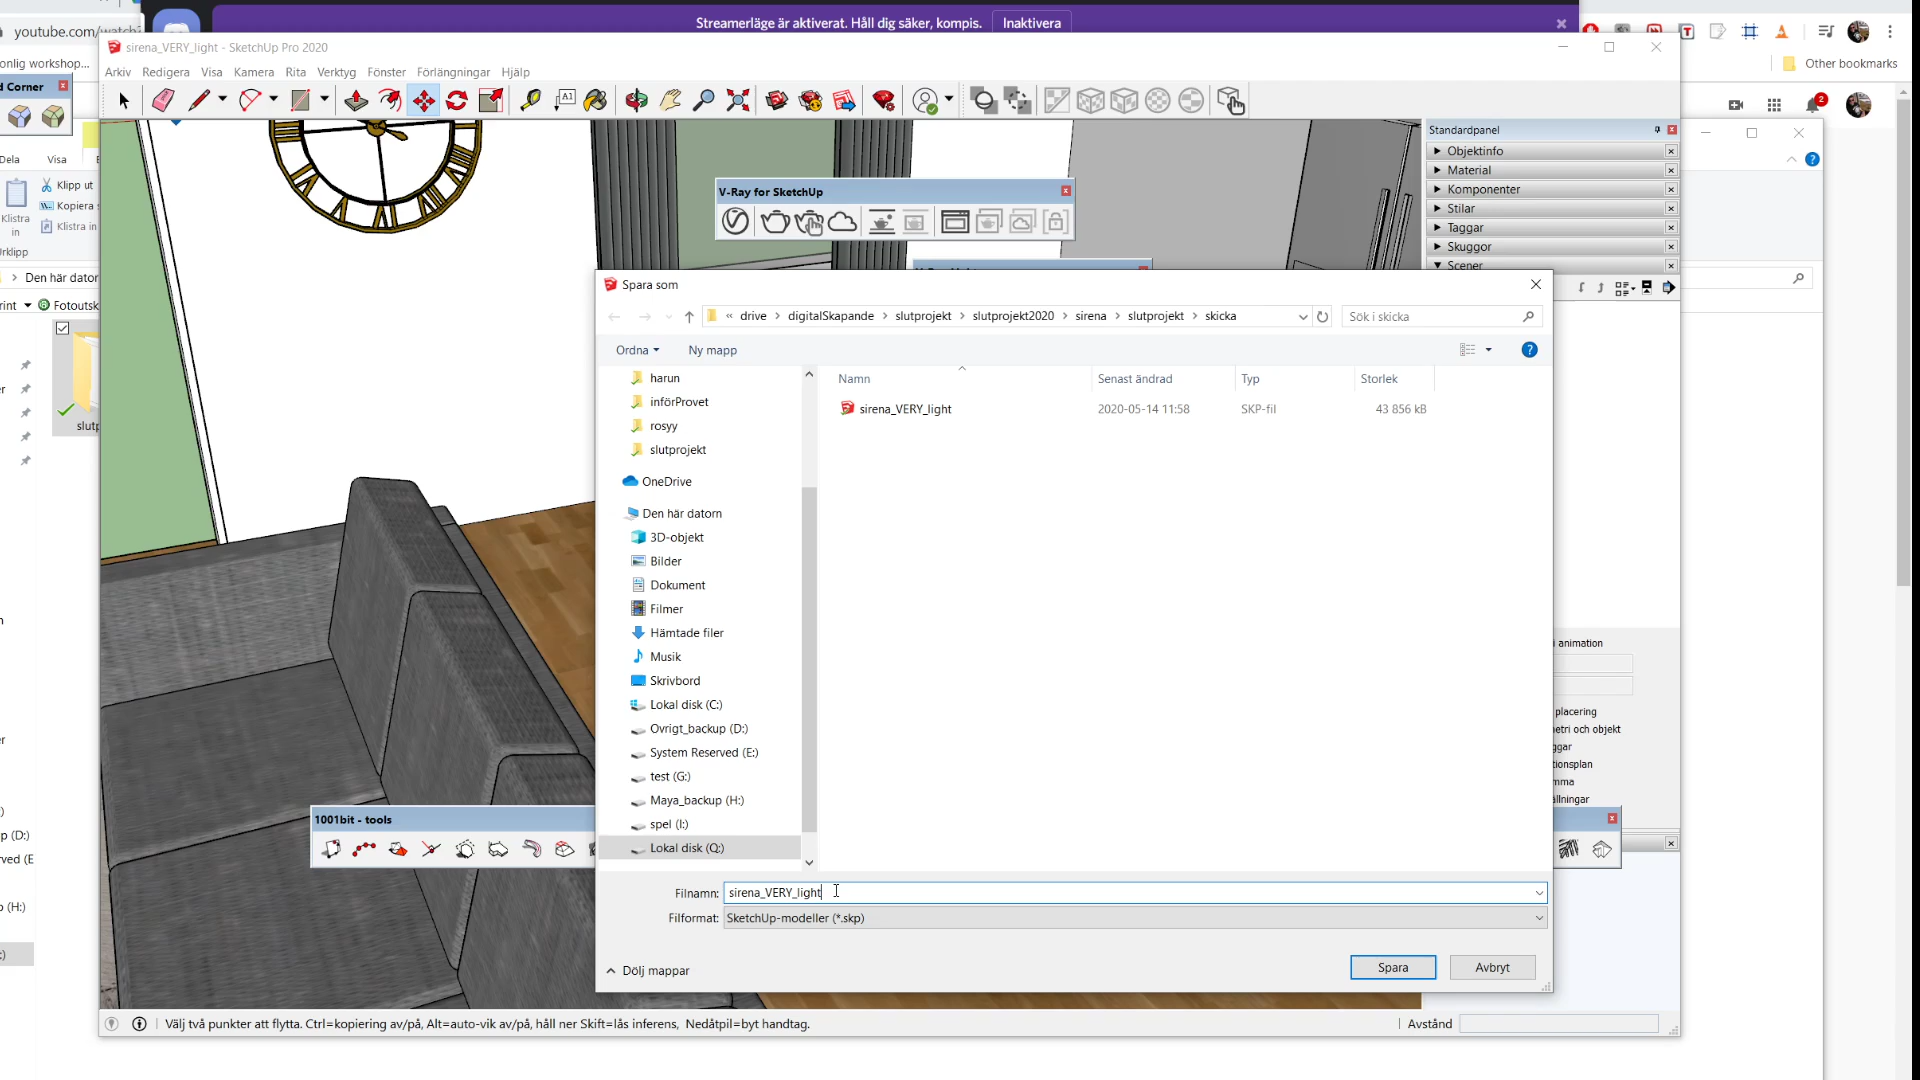 youtube.com/watch
Streamerläge är aktiverat. Håll dig säker, kompis.
Inaktivera
onlig workshop...
Other bookmarks
sirena_VERY_light - SketchUp Pro 2020
Arkiv Redigera Visa Kamera Rita Verktyg Fönster Förlängningar Hjälp
d Corner
2
Dela
Visa
Klipp ut
Kopiera
Klistra in
Klistra
in
Den här datorn
Fotoutsk
Standardpanel
Objektinfo
Material
Komponenter
Stilar
Taggar
Skuggor
Scener
V-Ray for SketchUp
Spara som
« drive › digitalSkapande › slutprojekt › slutprojekt2020 › sirena › slutprojekt › skicka
Sök i skicka
Ordna
Ny mapp
Namn
Senast ändrad
Typ
Storlek
sirena_VERY_light
2020-05-14 11:58
SKP-fil
43 856 kB
harun
införProvet
rosyy
slutprojekt
OneDrive
Den här datorn
3D-objekt
Bilder
Dokument
Filmer
Hämtade filer
Musik
Skrivbord
Lokal disk (C:)
Ovrigt_backup (D:)
System Reserved (E:)
test (G:)
Maya_backup (H:)
spel (I:)
Lokal disk (Q:)
slutp
i animation
placering
etri och objekt
ggar
tionsplan
mma
ällningar
1001bit - tools
p (D:)
rved (E
p (H:)
Filnamn: sirena_VERY_light
Filformat: SketchUp-modeller (*.skp)
Dölj mappar
Spara
Avbryt
Välj två punkter att flytta. Ctrl=kopiering av/på, Alt=auto-vik av/på, håll ner Skift=lås inferens, Nedåtpil=byt handtag.
Avstånd